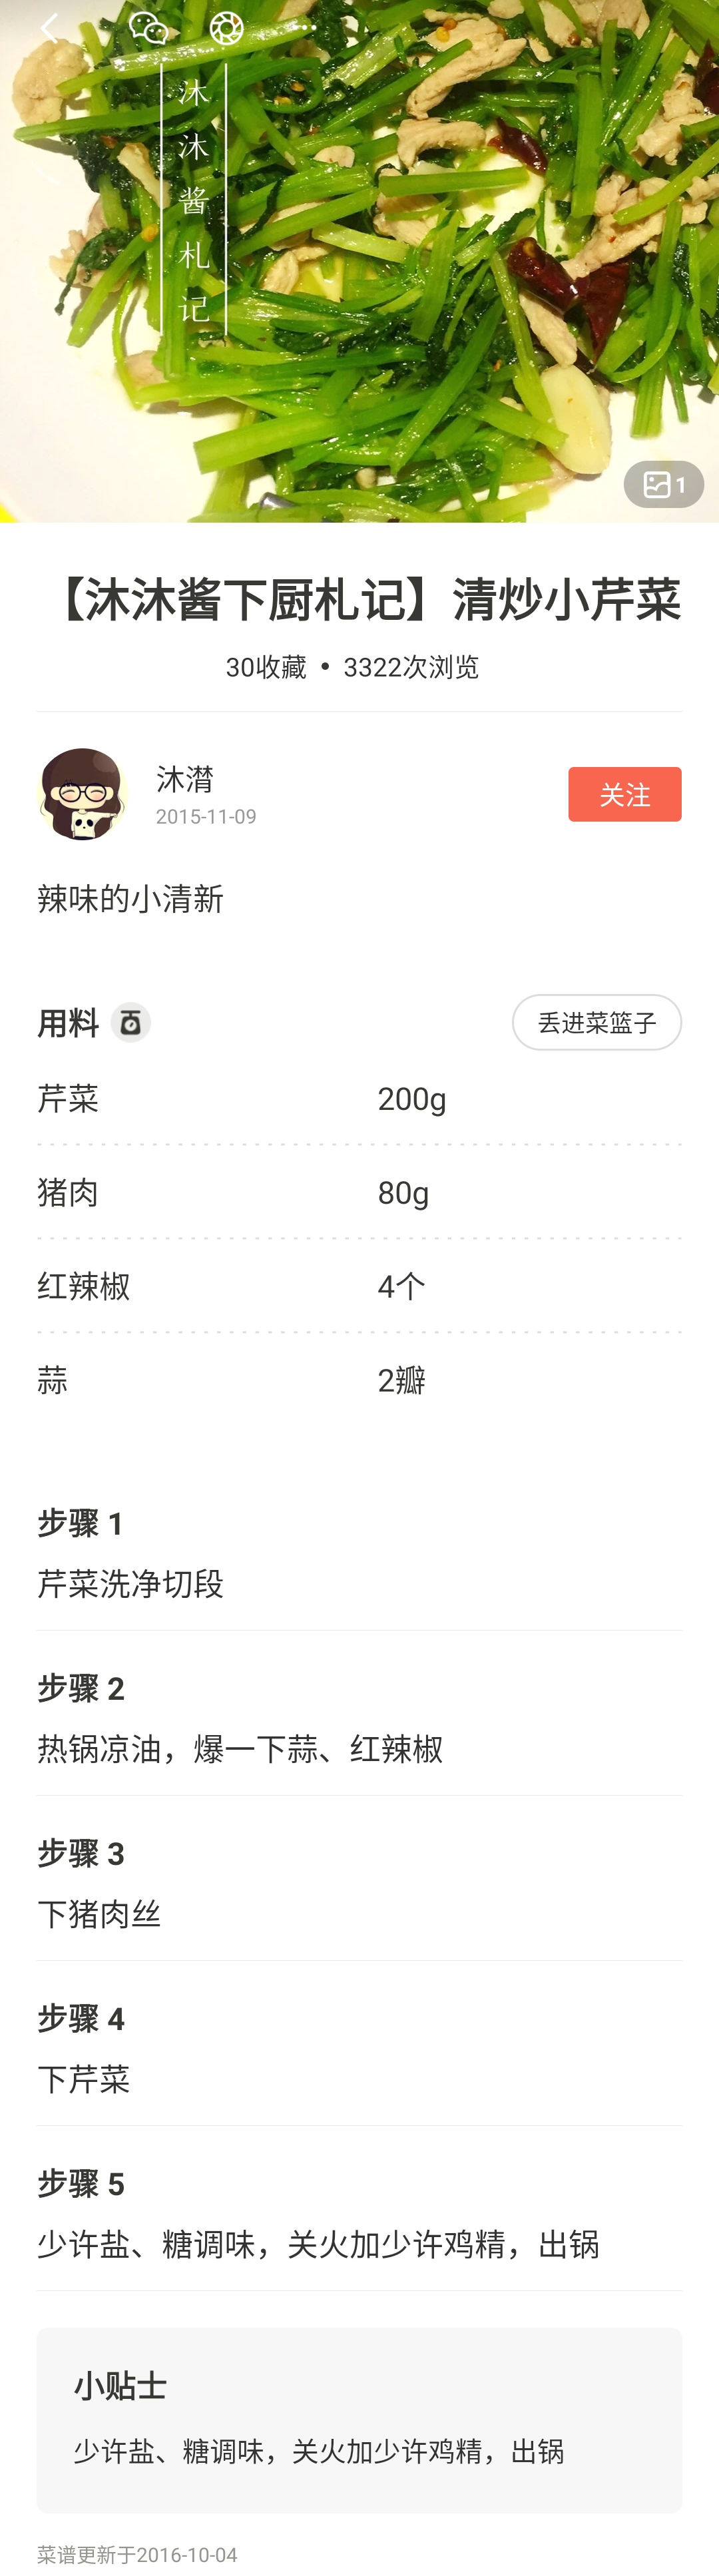 沐沐酱札记
1
【沐沐酱下厨札记】清炒小芹菜
30收藏 • 3322次浏览
沐潸
2015-11-09
关注
辣味的小清新
用料
丢进菜篮子
芹菜 200g
猪肉 80g
红辣椒 4个
蒜 2瓣
步骤 1
芹菜洗净切段
步骤 2
热锅凉油，爆一下蒜、红辣椒
步骤 3
下猪肉丝
步骤 4
下芹菜
步骤 5
少许盐、糖调味，关火加少许鸡精，出锅
小贴士
少许盐、糖调味，关火加少许鸡精，出锅
菜谱更新于2016-10-04